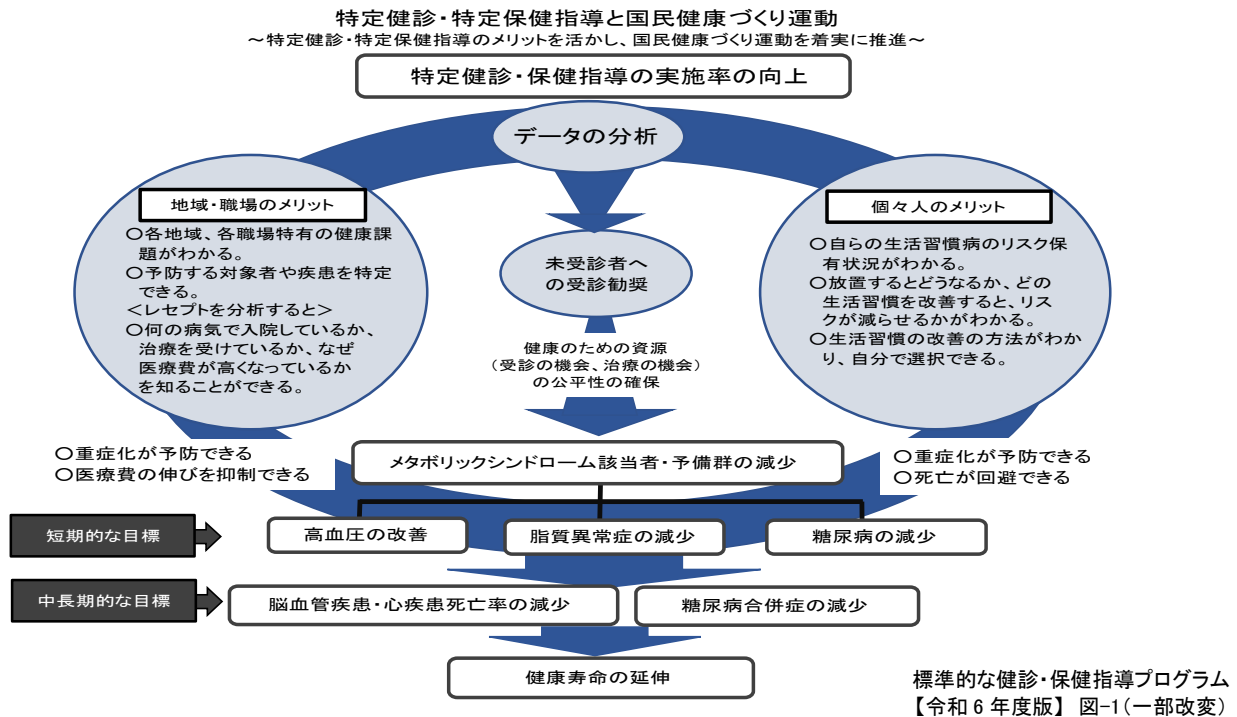 特定健診・特定保健指導と国民健康づくり運動
～特定健診・特定保健指導のメリットを活かし、国民健康づくり運動を着実に推進～
特定健診・保健指導の実施率の向上
データの分析
地域・職場のメリット
○各地域、各職場特有の健康課
題がわかる。
○予防する対象者や疾患を特定
できる。
＜レセプトを分析すると＞
○何の病気で入院しているか、
治療を受けているか、なぜ
医療費が高くなっているか
を知ることができる。
未受診者へ
の受診勧奨
個々人のメリット
○自らの生活習慣病のリスク保
有状況がわかる。
○放置するとどうなるか、どの
生活習慣を改善すると、リス
クが減らせるかがわかる。
○生活習慣の改善の方法がわか
り、自分で選択できる。
健康のための資源
（受診の機会、治療の機会）
の公平性の確保
○重症化が予防できる
○医療費の伸びを抑制できる
メタボリックシンドローム該当者・予備群の減少
○重症化が予防できる
○死亡が回避できる
短期的な目標
高血圧の改善
脂質異常症の減少
糖尿病の減少
中長期的な目標
脳血管疾患・心疾患死亡率の減少
糖尿病合併症の減少
健康寿命の延伸
標準的な健診・保健指導プログラム
【令和6年度版】 図-1（一部改変）